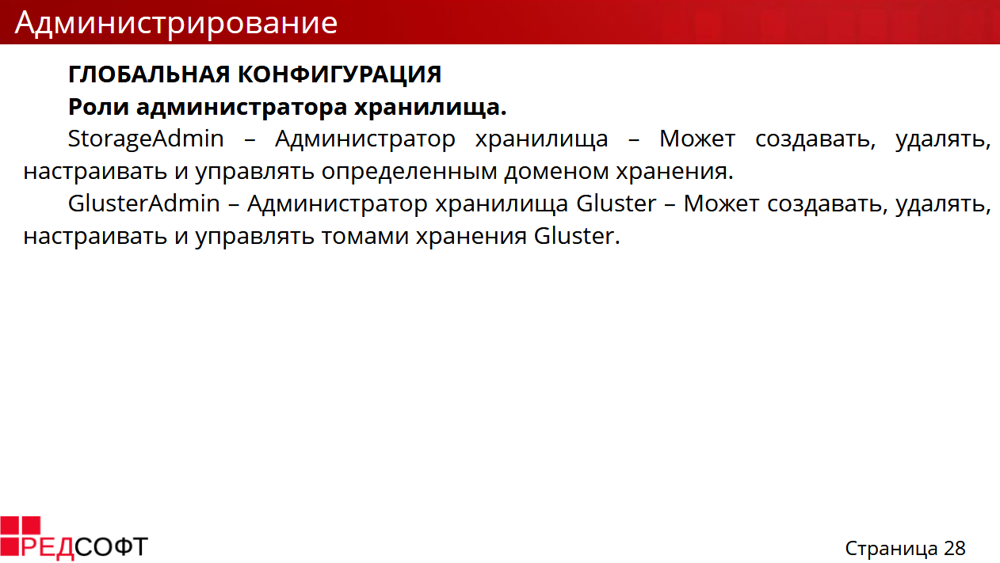 Администрирование
ГЛОБАЛЬНАЯ КОНФИГУРАЦИЯ
Роли администратора хранилища.
StorageAdmin – Администратор хранилища – Может создавать, удалять,
настраивать и управлять определенным доменом хранения.
GlusterAdmin – Администратор хранилища Gluster – Может создавать, удалять,
настраивать и управлять томами хранения Gluster.
РЕДСОФТ
Страница 28